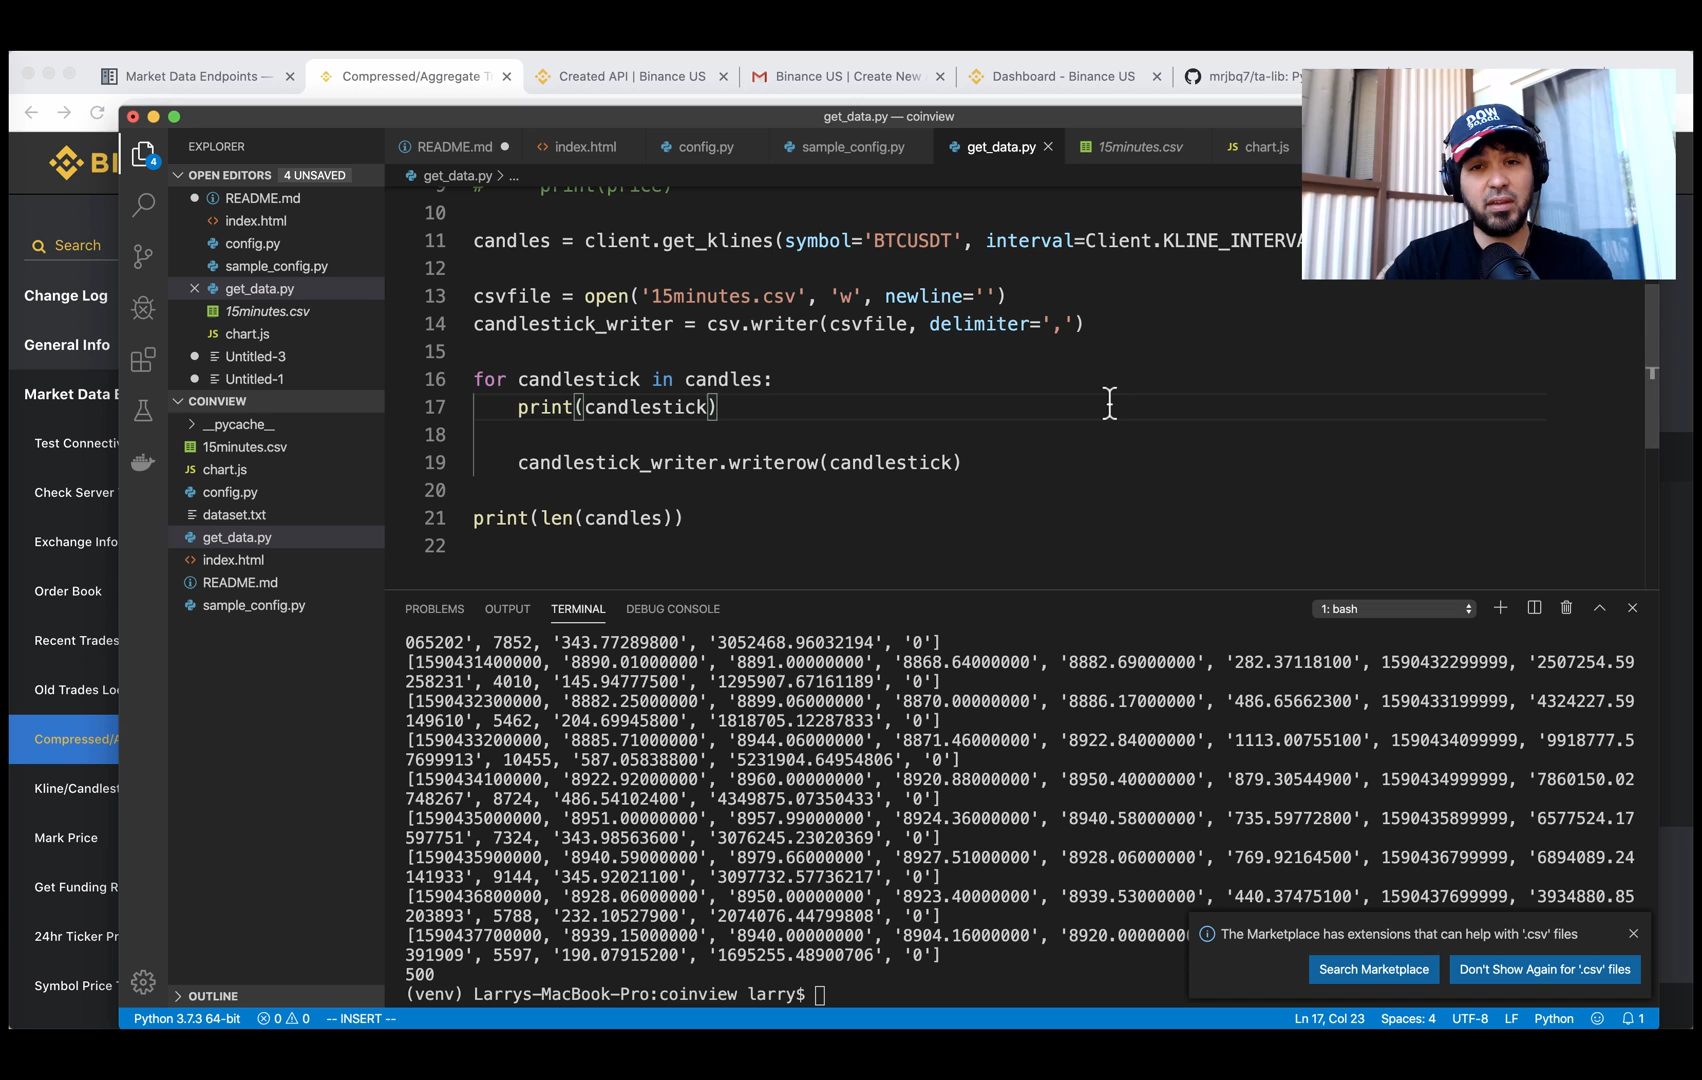 Market Data Endpoints —
Compressed/Aggregate T
Created API | Binance US
Binance US | Create New
Dashboard - Binance US
mrjbq7/ta-lib: Py
get_data.py — coinview
BI
Search
Change Log
General Info
Market Data E
Test Connectiv
Check Server
Exchange Info
Order Book
Recent Trades
Old Trades Lo
Compressed/A
Kline/Candlest
Mark Price
Get Funding R
24hr Ticker Pr
Symbol Price T
4
EXPLORER
OPEN EDITORS 4 UNSAVED
README.md
index.html
config.py
sample_config.py
get_data.py
15minutes.csv
JS chart.js
Untitled-3
Untitled-1
COINVIEW
__pycache__
15minutes.csv
JS chart.js
config.py
dataset.txt
get_data.py
index.html
README.md
sample_config.py
OUTLINE
README.md
index.html
config.py
sample_config.py
get_data.py
15minutes.csv
JS chart.js
get_data.py > ...
9 # print(price)
10
11 candles = client.get_klines(symbol='BTCUSDT', interval=Client.KLINE_INTERVA
12
13 csvfile = open('15minutes.csv', 'w', newline='')
14 candlestick_writer = csv.writer(csvfile, delimiter=',')
15
16 for candlestick in candles:
17 print(candlestick)
18
19 candlestick_writer.writerow(candlestick)
20
21 print(len(candles))
22
PROBLEMS OUTPUT TERMINAL DEBUG CONSOLE
1: bash
065202', 7852, '343.77289800', '3052468.96032194', '0']
[1590431400000, '8890.01000000', '8891.00000000', '8868.64000000', '8882.69000000', '282.37118100', 1590432299999, '2507254.59
258231', 4010, '145.94777500', '1295907.67161189', '0']
[1590432300000, '8882.25000000', '8899.06000000', '8870.00000000', '8886.17000000', '486.65662300', 1590433199999, '4324227.59
149610', 5462, '204.69945800', '1818705.12287833', '0']
[1590433200000, '8885.71000000', '8944.06000000', '8871.46000000', '8922.84000000', '1113.00755100', 1590434099999, '9918777.5
7699913', 10455, '587.05838800', '5231904.64954806', '0']
[1590434100000, '8922.92000000', '8960.00000000', '8920.88000000', '8950.40000000', '879.30544900', 1590434999999, '7860150.02
748267', 8724, '486.54102400', '4349875.07350433', '0']
[1590435000000, '8951.00000000', '8957.99000000', '8924.36000000', '8940.58000000', '735.59772800', 1590435899999, '6577524.17
597751', 7324, '343.98563600', '3076245.23020369', '0']
[1590435900000, '8940.59000000', '8979.66000000', '8927.51000000', '8928.06000000', '769.92164500', 1590436799999, '6894089.24
141933', 9144, '345.92021100', '3097732.57736217', '0']
[1590436800000, '8928.06000000', '8950.00000000', '8923.40000000', '8939.53000000', '440.37475100', 1590437699999, '3934880.85
203893', 5788, '232.10527900', '2074076.44799808', '0']
[1590437700000, '8939.15000000', '8940.00000000', '8904.16000000', '8920.0000000
391909', 5597, '190.07915200', '1695255.48900706', '0']
500
(venv) Larrys-MacBook-Pro:coinview larry$
The Marketplace has extensions that can help with '.csv' files
Search Marketplace
Don't Show Again for '.csv' files
Python 3.7.3 64-bit 0 0 -- INSERT -- Ln 17, Col 23 Spaces: 4 UTF-8 LF Python 1